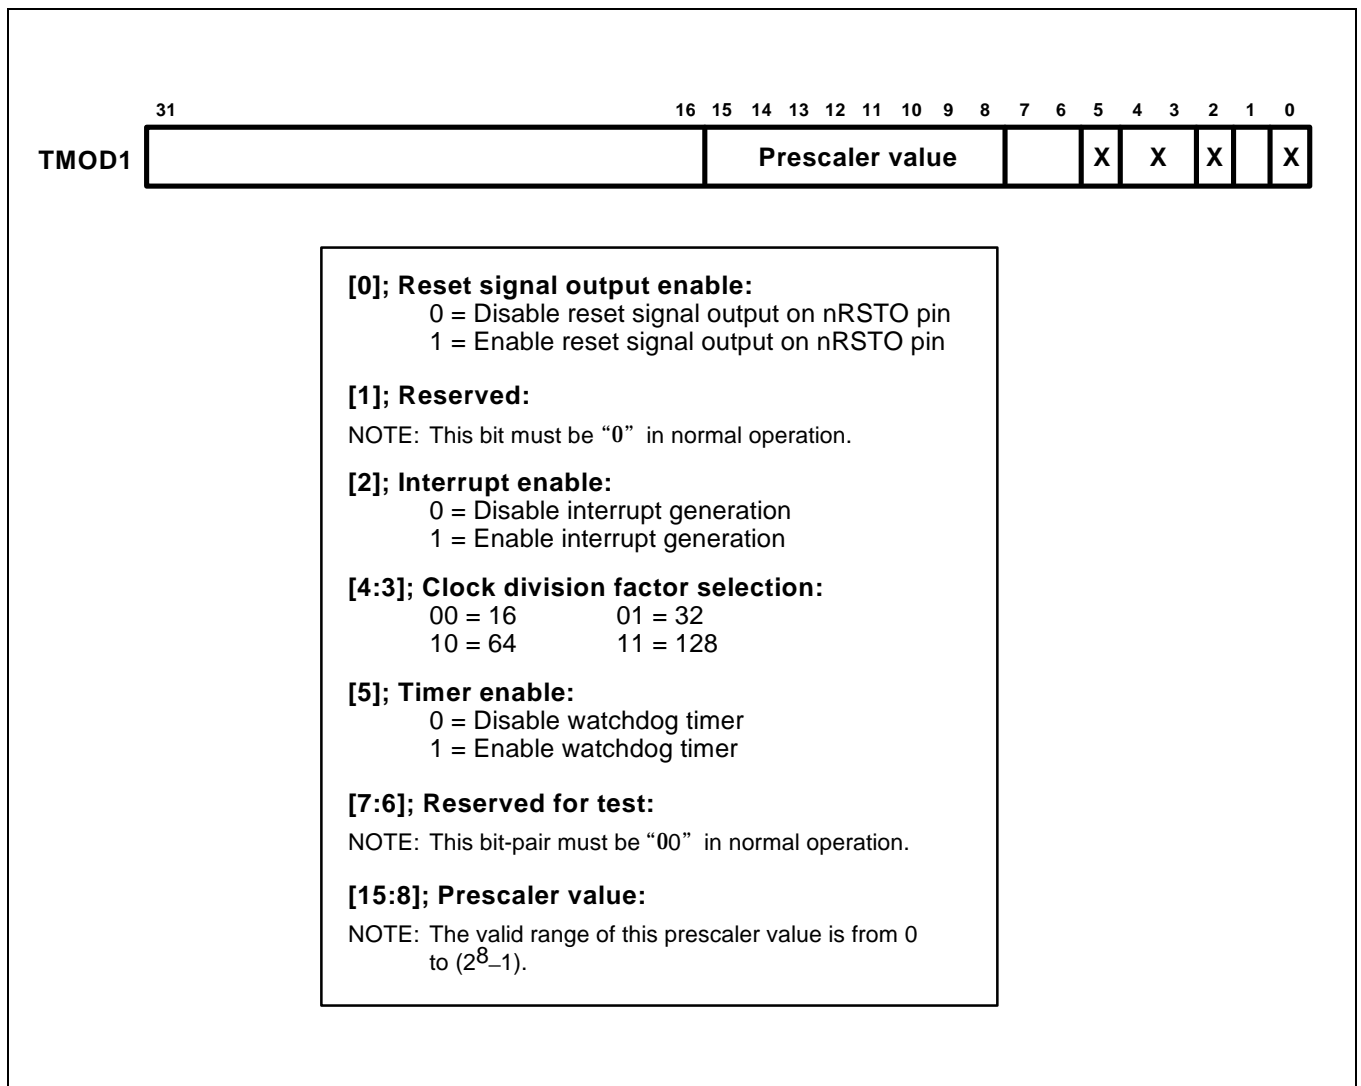 31 16 15 14 13 12 11 10 9 8 7 6 5 4 3 2 1 0
TMOD1 Prescaler value X X X X
[0]; Reset signal output enable:
0 = Disable reset signal output on nRSTO pin
1 = Enable reset signal output on nRSTO pin
[1]; Reserved:
NOTE: This bit must be “0” in normal operation.
[2]; Interrupt enable:
0 = Disable interrupt generation
1 = Enable interrupt generation
[4:3]; Clock division factor selection:
00 = 16 01 = 32
10 = 64 11 = 128
[5]; Timer enable:
0 = Disable watchdog timer
1 = Enable watchdog timer
[7:6]; Reserved for test:
NOTE: This bit-pair must be “00” in normal operation.
[15:8]; Prescaler value:
NOTE: The valid range of this prescaler value is from 0
to (2⁸–1).